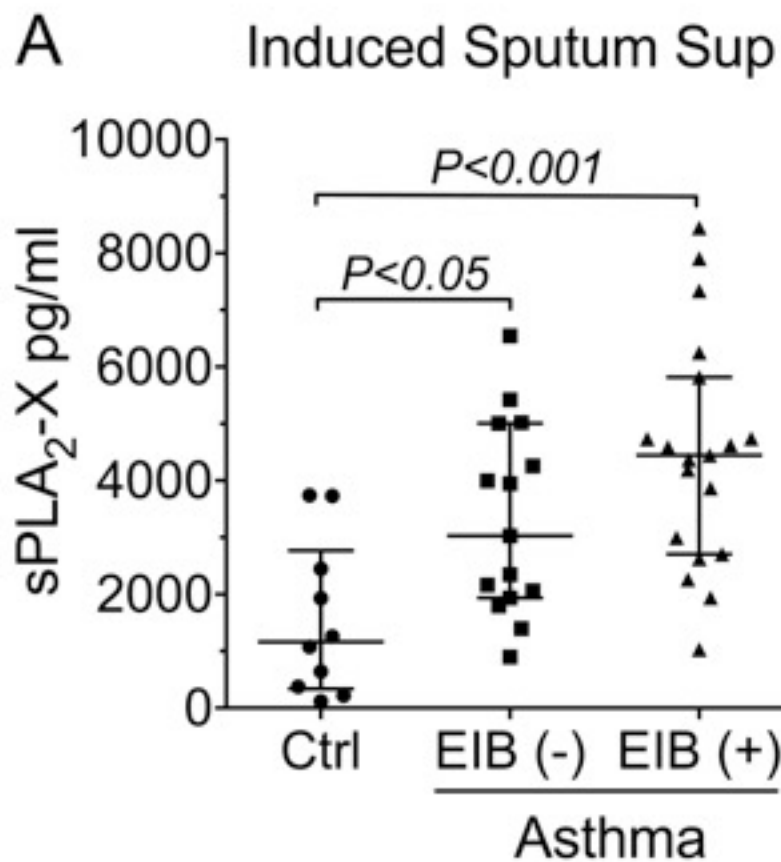 A
Induced Sputum Sup
10000
8000
6000
4000
2000
0
sPLA₂-X pg/ml
P<0.001
P<0.05
Ctrl
EIB (-)
EIB (+)
Asthma